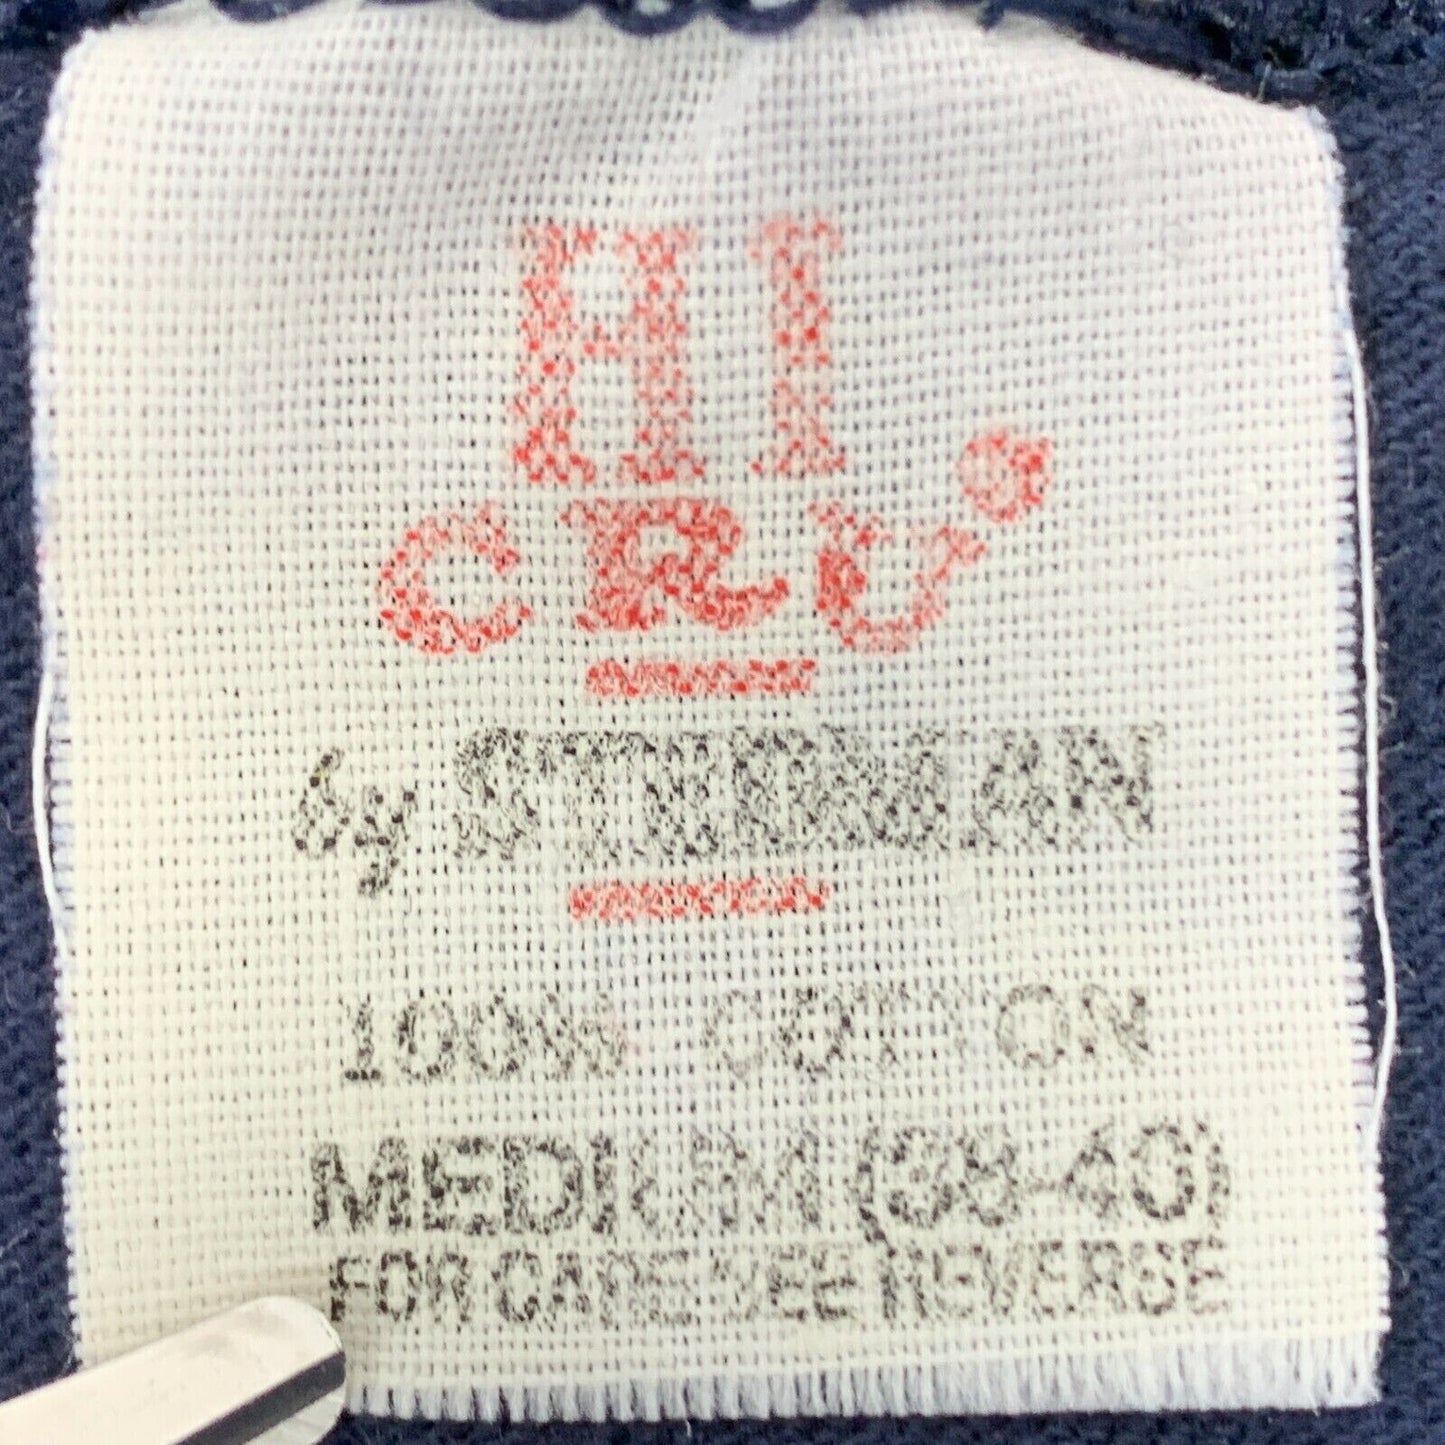 HI
CRU
by STEDMAN
100% COTTON
MEDIUM (38-40)
FOR CARE SEE REVERSE